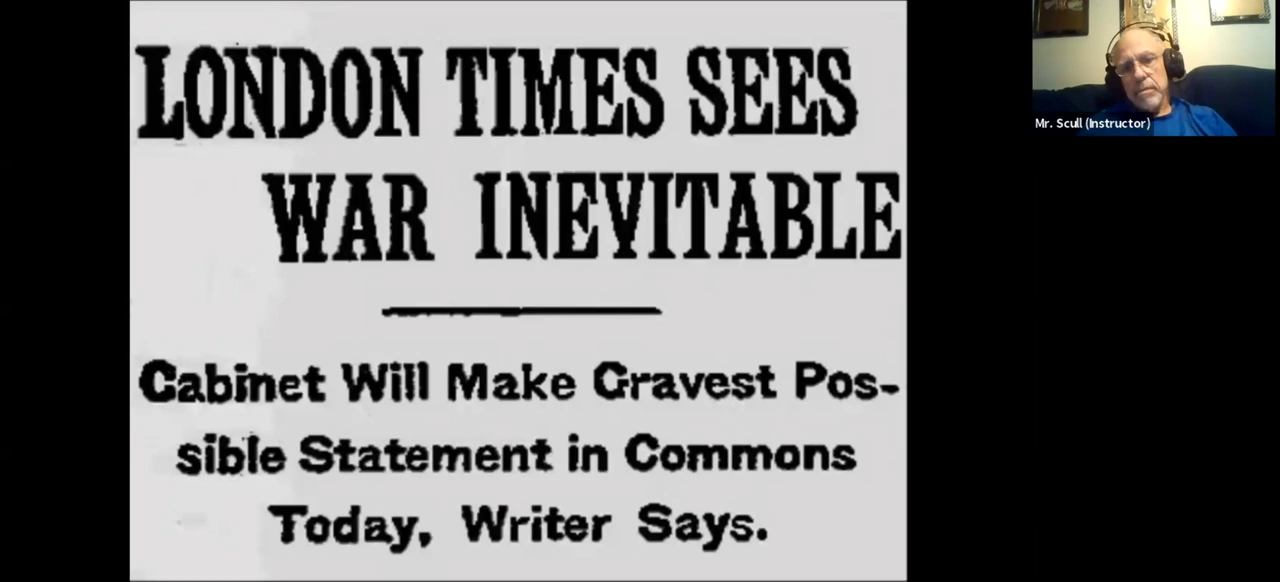 LONDON TIMES SEES
WAR INEVITABLE
Cabinet Will Make Gravest Pos-
sible Statement in Commons
Today, Writer Says.
Mr. Scull (Instructor)